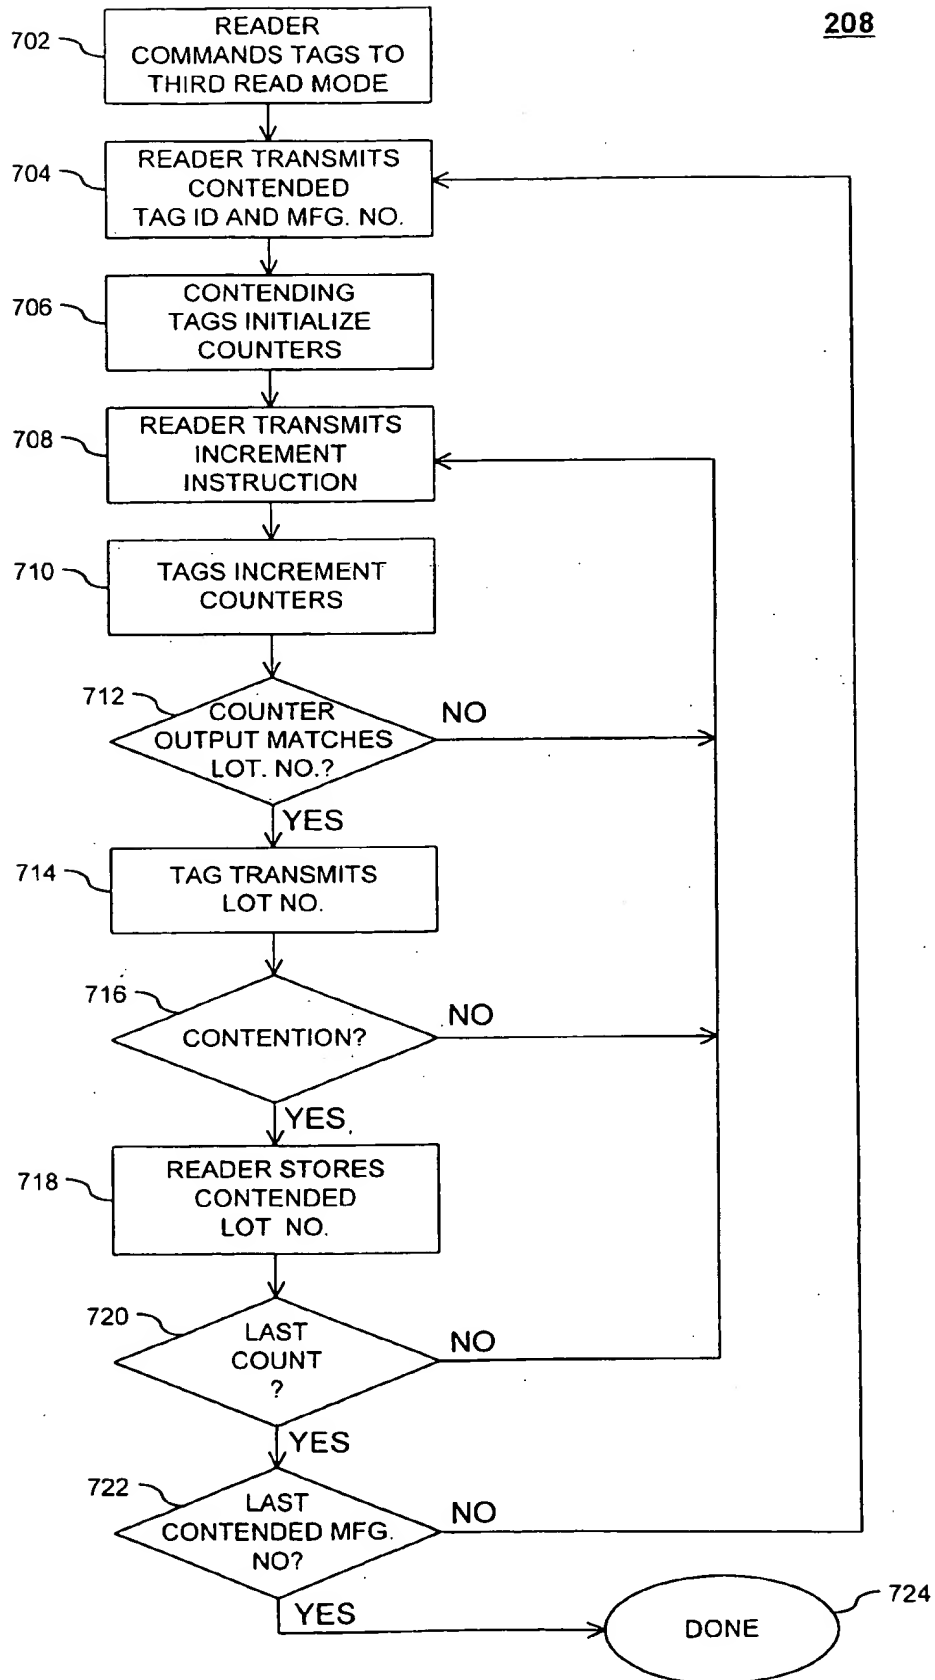 208
702
READER
COMMANDS TAGS TO
THIRD READ MODE
704
READER TRANSMITS
CONTENDED
TAG ID AND MFG. NO.
706
CONTENDING
TAGS INITIALIZE
COUNTERS
708
READER TRANSMITS
INCREMENT
INSTRUCTION
710
TAGS INCREMENT
COUNTERS
712
COUNTER
OUTPUT MATCHES
LOT. NO.?
NO
YES
714
TAG TRANSMITS
LOT NO.
716
CONTENTION?
NO
YES
718
READER STORES
CONTENDED
LOT NO.
720
LAST
COUNT
?
NO
YES
722
LAST
CONTENDED MFG.
NO?
NO
YES
DONE
724